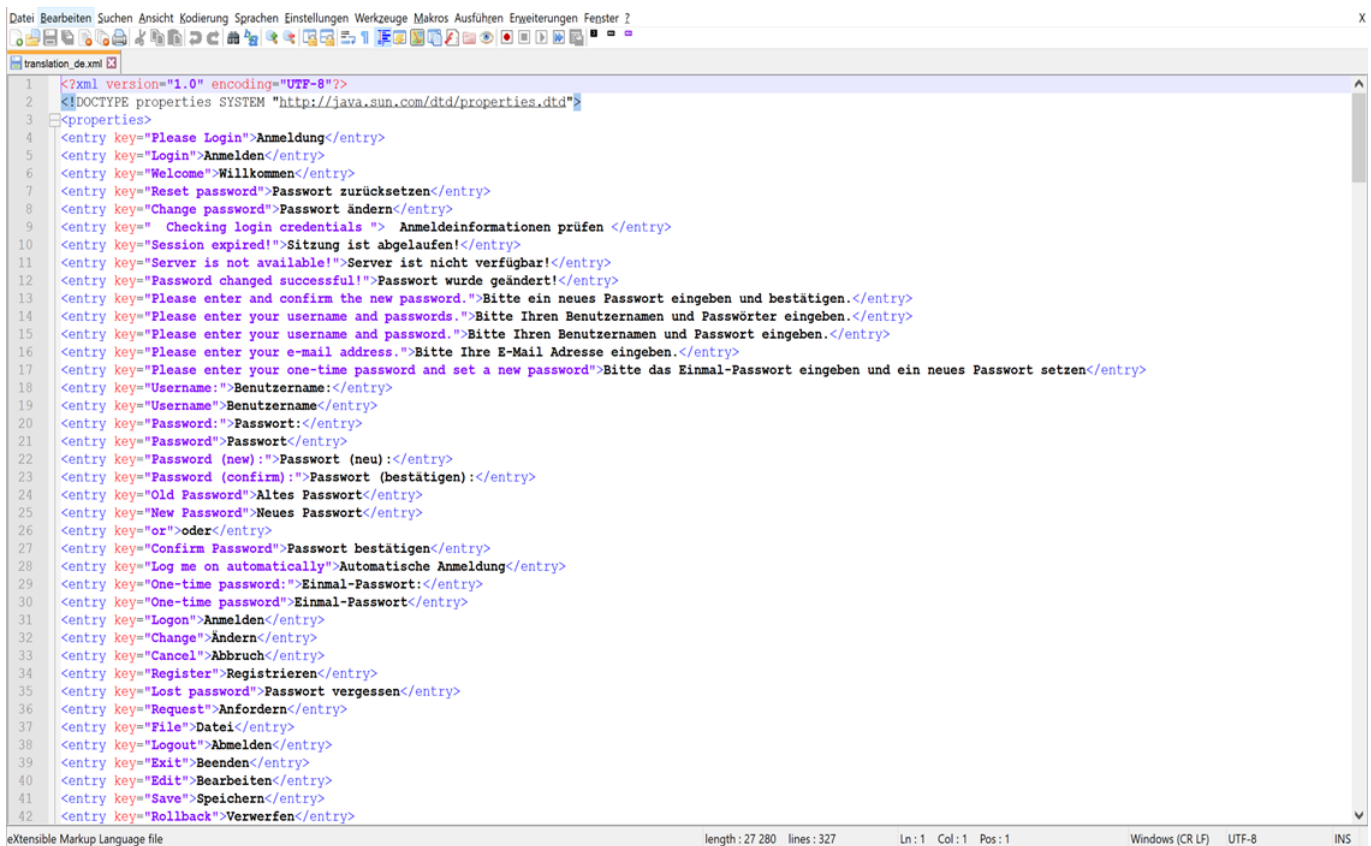 Datei Bearbeiten Suchen Ansicht Kodierung Sprachen Einstellungen Werkzeuge Makros Ausführen Erweiterungen Fenster ? X
translation_de.xml
1 <?xml version="1.0" encoding="UTF-8"?>
2 <!DOCTYPE properties SYSTEM "http://java.sun.com/dtd/properties.dtd">
3 <properties>
4 <entry key="Please Login">Anmeldung</entry>
5 <entry key="Login">Anmelden</entry>
6 <entry key="Welcome">Willkommen</entry>
7 <entry key="Reset password">Passwort zurücksetzen</entry>
8 <entry key="Change password">Passwort ändern</entry>
9 <entry key="  Checking login credentials ">  Anmeldeinformationen prüfen </entry>
10 <entry key="Session expired!">Sitzung ist abgelaufen!</entry>
11 <entry key="Server is not available!">Server ist nicht verfügbar!</entry>
12 <entry key="Password changed successful!">Passwort wurde geändert!</entry>
13 <entry key="Please enter and confirm the new password.">Bitte ein neues Passwort eingeben und bestätigen.</entry>
14 <entry key="Please enter your username and passwords.">Bitte Ihren Benutzernamen und Passwörter eingeben.</entry>
15 <entry key="Please enter your username and password.">Bitte Ihren Benutzernamen und Passwort eingeben.</entry>
16 <entry key="Please enter your e-mail address.">Bitte Ihre E-Mail Adresse eingeben.</entry>
17 <entry key="Please enter your one-time password and set a new password">Bitte das Einmal-Passwort eingeben und ein neues Passwort setzen</entry>
18 <entry key="Username:">Benutzername:</entry>
19 <entry key="Username">Benutzername</entry>
20 <entry key="Password:">Passwort:</entry>
21 <entry key="Password">Passwort</entry>
22 <entry key="Password (new):">Passwort (neu):</entry>
23 <entry key="Password (confirm):">Passwort (bestätigen):</entry>
24 <entry key="Old Password">Altes Passwort</entry>
25 <entry key="New Password">Neues Passwort</entry>
26 <entry key="or">oder</entry>
27 <entry key="Confirm Password">Passwort bestätigen</entry>
28 <entry key="Log me on automatically">Automatische Anmeldung</entry>
29 <entry key="One-time password:">Einmal-Passwort:</entry>
30 <entry key="One-time password">Einmal-Passwort</entry>
31 <entry key="Logon">Anmelden</entry>
32 <entry key="Change">Ändern</entry>
33 <entry key="Cancel">Abbruch</entry>
34 <entry key="Register">Registrieren</entry>
35 <entry key="Lost password">Passwort vergessen</entry>
36 <entry key="Request">Anfordern</entry>
37 <entry key="File">Datei</entry>
38 <entry key="Logout">Abmelden</entry>
39 <entry key="Exit">Beenden</entry>
40 <entry key="Edit">Bearbeiten</entry>
41 <entry key="Save">Speichern</entry>
42 <entry key="Rollback">Verwerfen</entry>
eXtensible Markup Language file length : 27 280 lines : 327 Ln : 1 Col : 1 Pos : 1 Windows (CR LF) UTF-8 INS